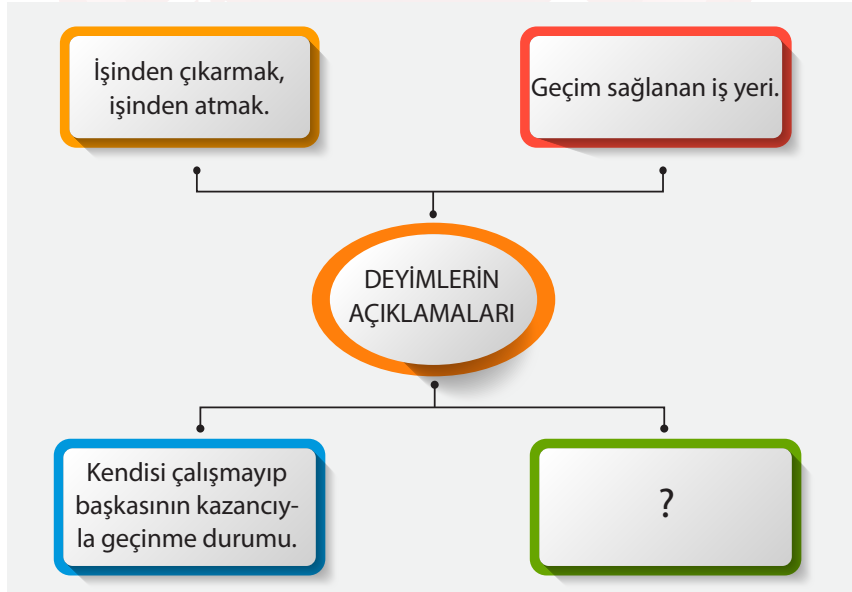 İşinden çıkarmak,
işinden atmak.
Geçim sağlanan iş yeri.
DEYİMLERİN
AÇIKLAMALARI
Kendisi çalışmayıp
başkasının kazancıy-
la geçinme durumu.
?